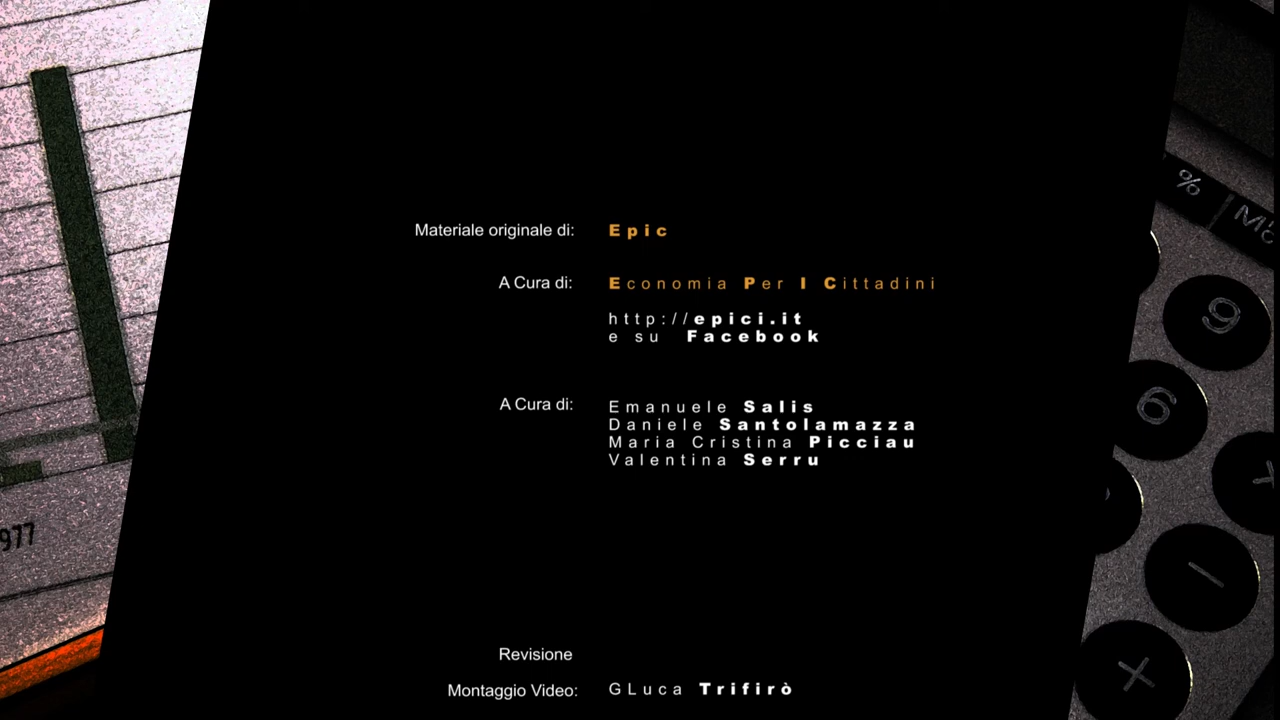 Materiale originale di: Epic
A Cura di: Economia Per I Cittadini
http://epici.it
e su Facebook
A Cura di: Emanuele Salis
Daniele Santolamazza
Maria Cristina Picciau
Valentina Serru
Revisione
Montaggio Video: GLuca Trifirò
977
%
9
6